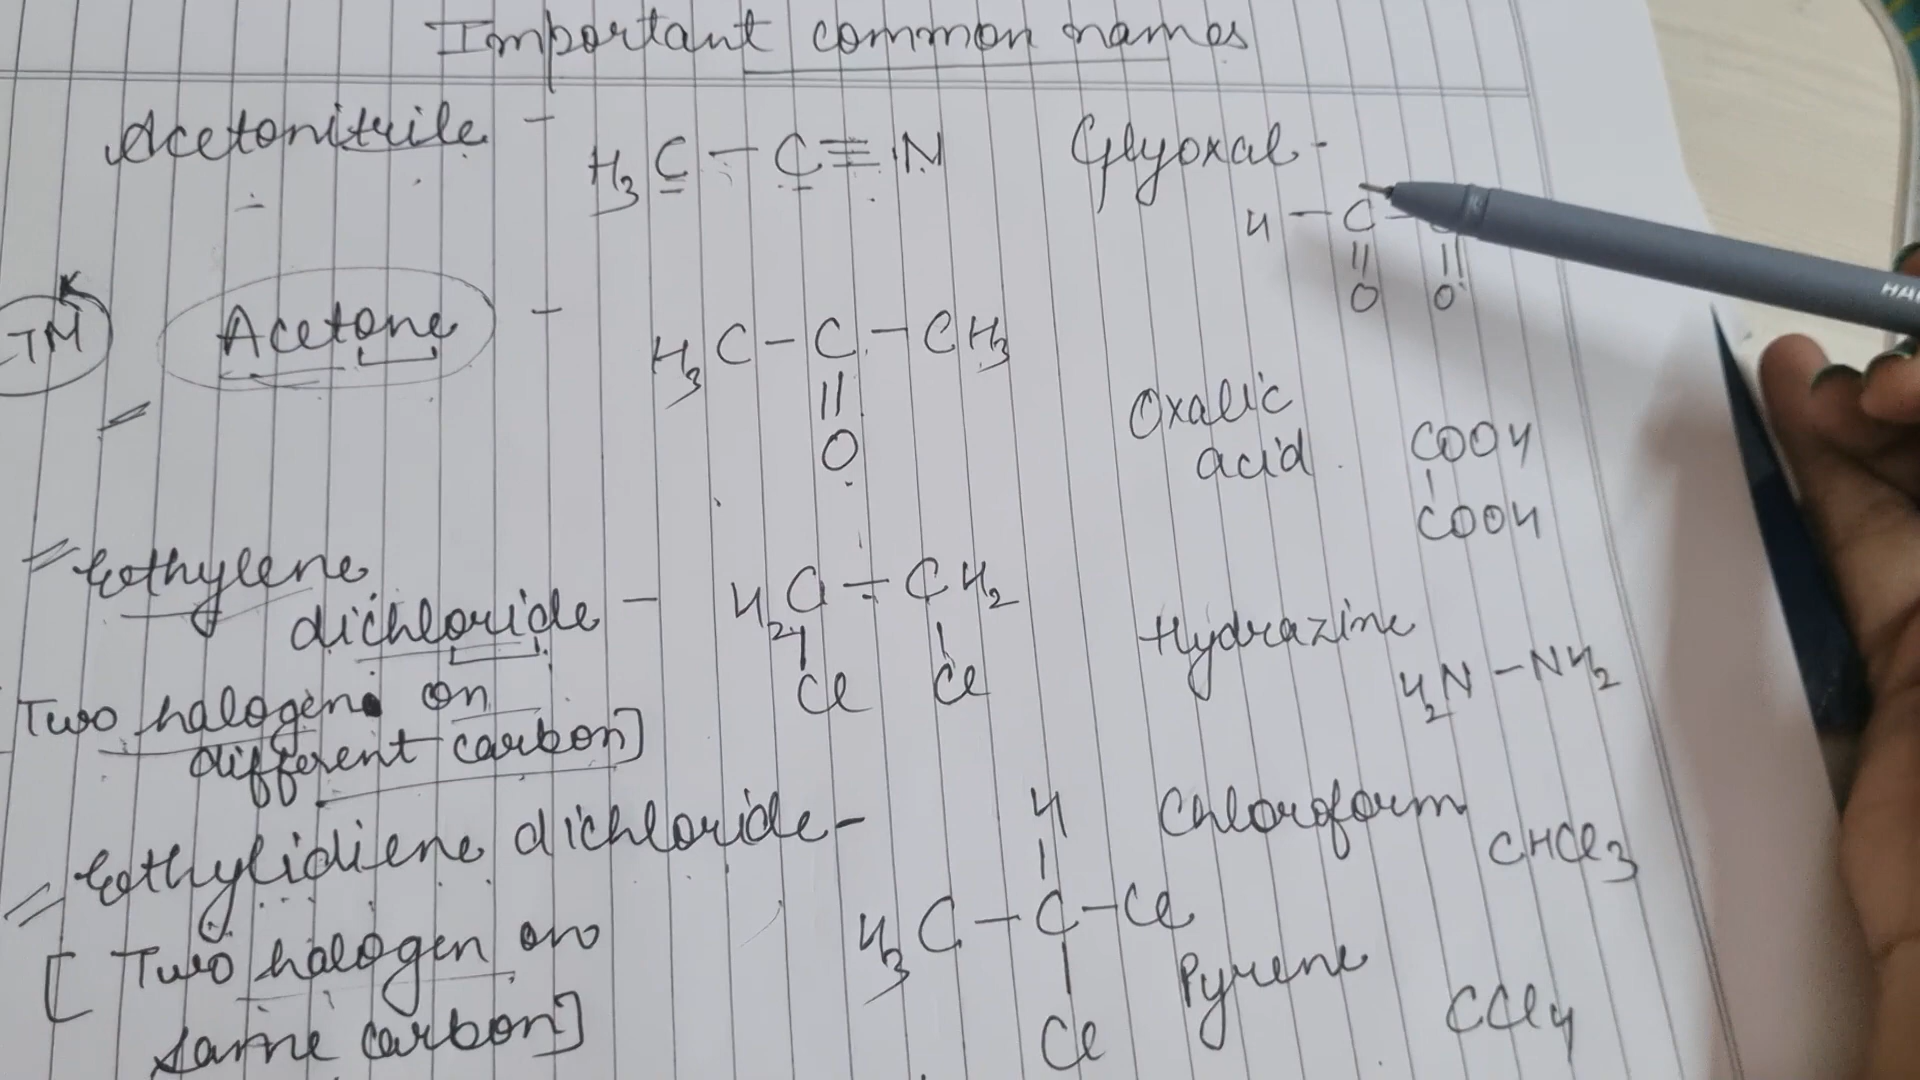 Important common names
Acetonitrile - H3C - C ≡ N
TM
Acetone - H3C - C - CH3
||
O
Ethylene
dichloride - H2C - CH2
Cl Cl
Two halogen on
different carbon]
Ethylidiene dichloride -
H
H3C - C - Cl
Cl
[ Two halogen on
same carbon]
Glyoxal -
H - C -
|| ||
O O
Oxalic
acid
COOH
COOH
Hydrazine
H2N - NH2
Chloroform
CHCl3
Pyrene
CCl4